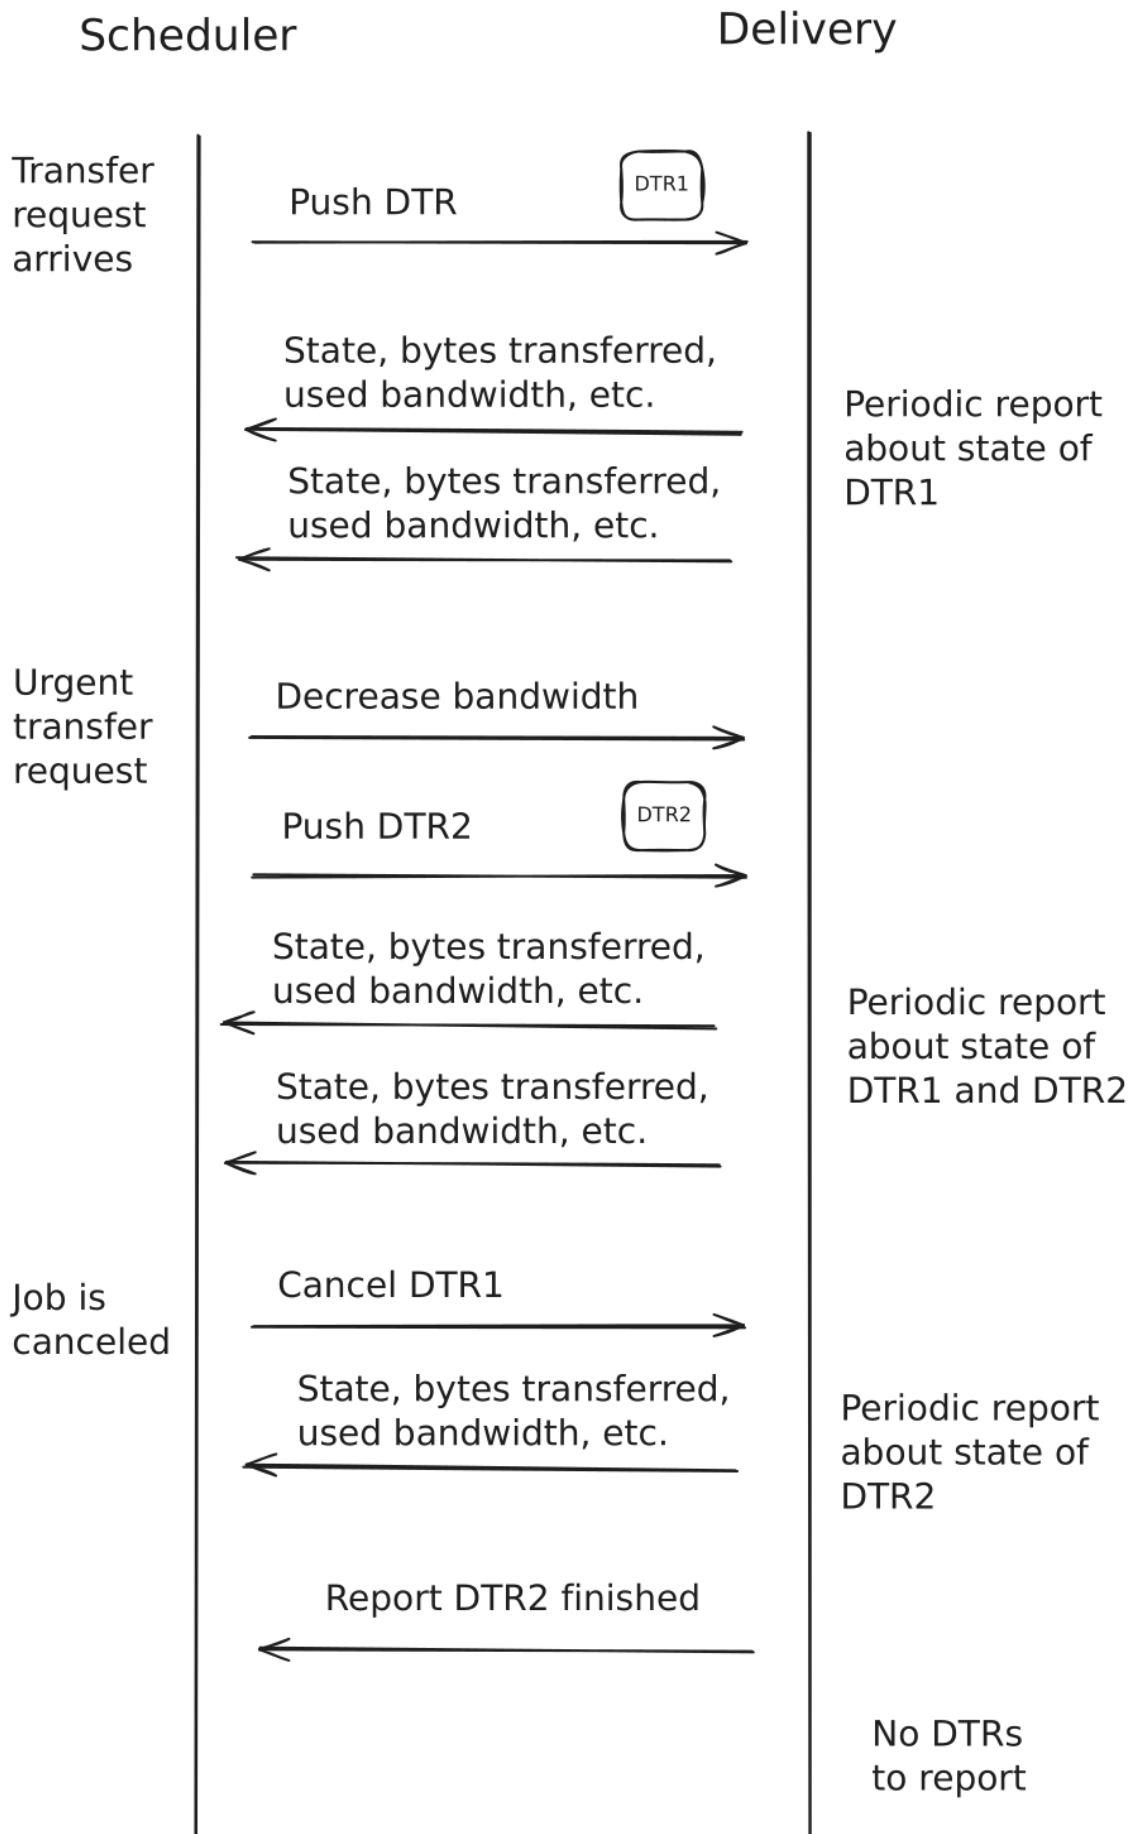 Scheduler
Delivery
Transfer
request
arrives
Push DTR
DTR1
State, bytes transferred,
used bandwidth, etc.
Periodic report
about state of
DTR1
State, bytes transferred,
used bandwidth, etc.
Urgent
transfer
request
Decrease bandwidth
Push DTR2
DTR2
State, bytes transferred,
used bandwidth, etc.
Periodic report
about state of
DTR1 and DTR2
State, bytes transferred,
used bandwidth, etc.
Job is
canceled
Cancel DTR1
State, bytes transferred,
used bandwidth, etc.
Periodic report
about state of
DTR2
Report DTR2 finished
No DTRs
to report